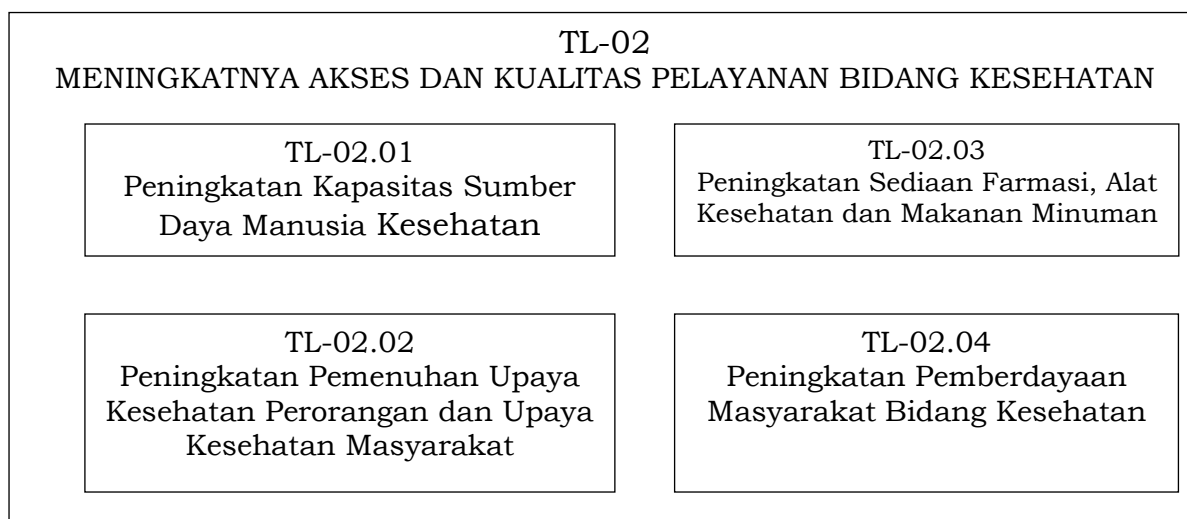 TL-02
MENINGKATNYA AKSES DAN KUALITAS PELAYANAN BIDANG KESEHATAN
TL-02.01
Peningkatan Kapasitas Sumber
Daya Manusia Kesehatan
TL-02.03
Peningkatan Sediaan Farmasi, Alat
Kesehatan dan Makanan Minuman
TL-02.02
Peningkatan Pemenuhan Upaya
Kesehatan Perorangan dan Upaya
Kesehatan Masyarakat
TL-02.04
Peningkatan Pemberdayaan
Masyarakat Bidang Kesehatan